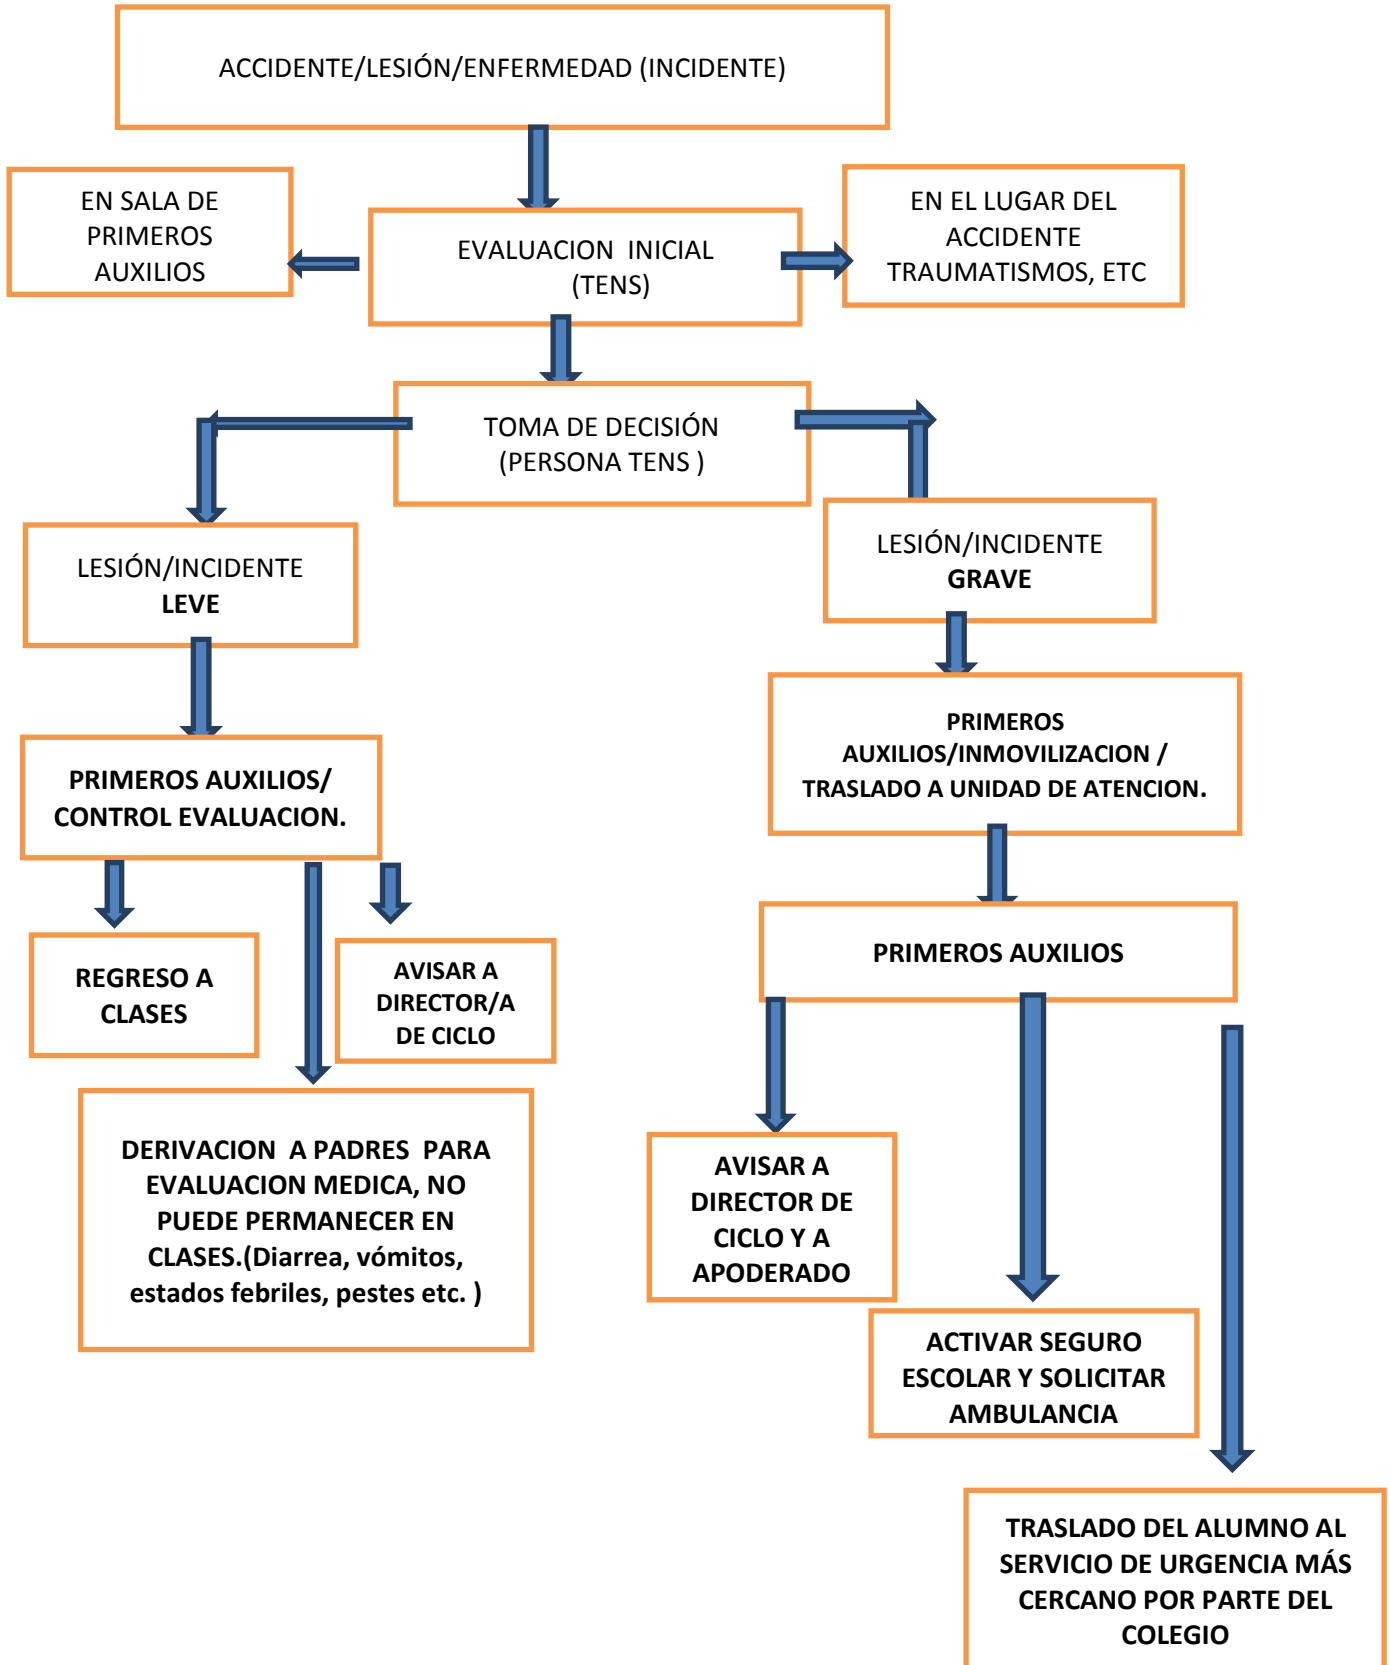 ACCIDENTE/LESIÓN/ENFERMEDAD (INCIDENTE)
EN SALA DE
PRIMEROS
AUXILIOS
EVALUACION  INICIAL
(TENS)
EN EL LUGAR DEL
ACCIDENTE
TRAUMATISMOS, ETC
TOMA DE DECISIÓN
(PERSONA TENS )
LESIÓN/INCIDENTE
LEVE
LESIÓN/INCIDENTE
GRAVE
PRIMEROS AUXILIOS/
CONTROL EVALUACION.
PRIMEROS
AUXILIOS/INMOVILIZACION /
TRASLADO A UNIDAD DE ATENCION.
REGRESO A
CLASES
AVISAR A
DIRECTOR/A
DE CICLO
PRIMEROS AUXILIOS
DERIVACION  A PADRES  PARA
EVALUACION MEDICA, NO
PUEDE PERMANECER EN
CLASES.(Diarrea, vómitos,
estados febriles, pestes etc. )
AVISAR A
DIRECTOR DE
CICLO Y A
APODERADO
ACTIVAR SEGURO
ESCOLAR Y SOLICITAR
AMBULANCIA
TRASLADO DEL ALUMNO AL
SERVICIO DE URGENCIA MÁS
CERCANO POR PARTE DEL
COLEGIO